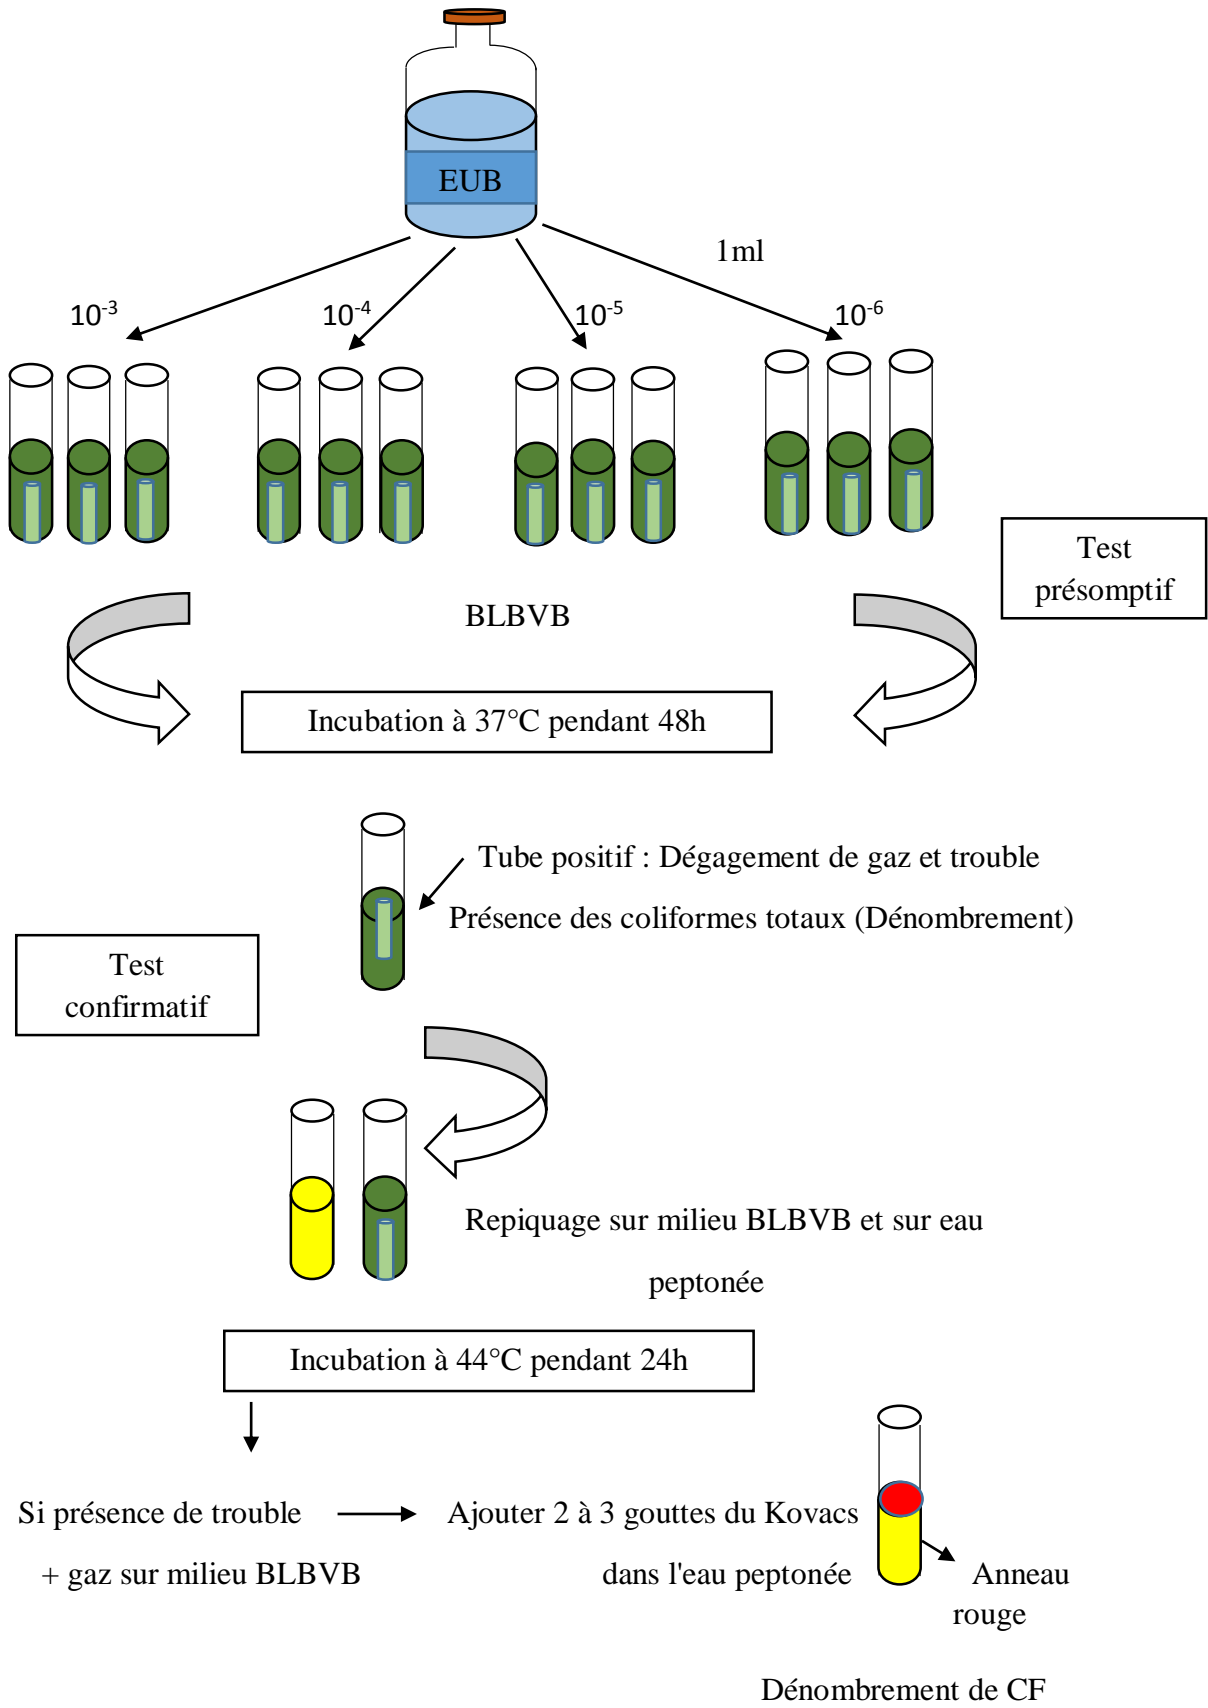 EUB
1ml
10⁻³ 10⁻⁴ 10⁻⁵ 10⁻⁶
Test
présomptif
BLBVB
Incubation à 37°C pendant 48h
Tube positif : Dégagement de gaz et trouble
Présence des coliformes totaux (Dénombrement)
Test
confirmatif
Repiquage sur milieu BLBVB et sur eau
peptonée
Incubation à 44°C pendant 24h
Si présence de trouble
+ gaz sur milieu BLBVB
Ajouter 2 à 3 gouttes du Kovacs
dans l'eau peptonée
Anneau
rouge
Dénombrement de CF